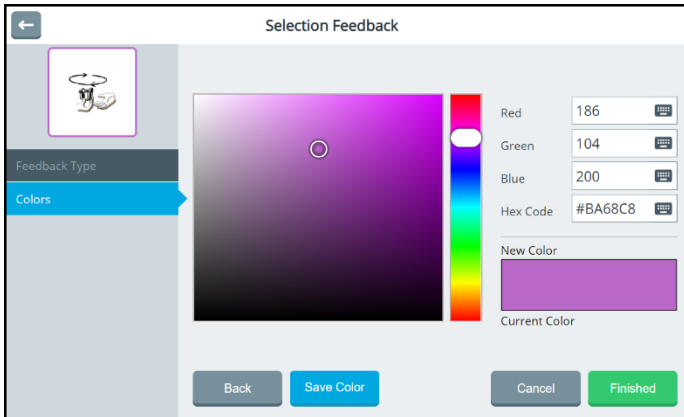 Selection Feedback
Feedback Type
Colors
Red 186
Green 104
Blue 200
Hex Code #BA68C8
New Color
Current Color
Back
Save Color
Cancel
Finished